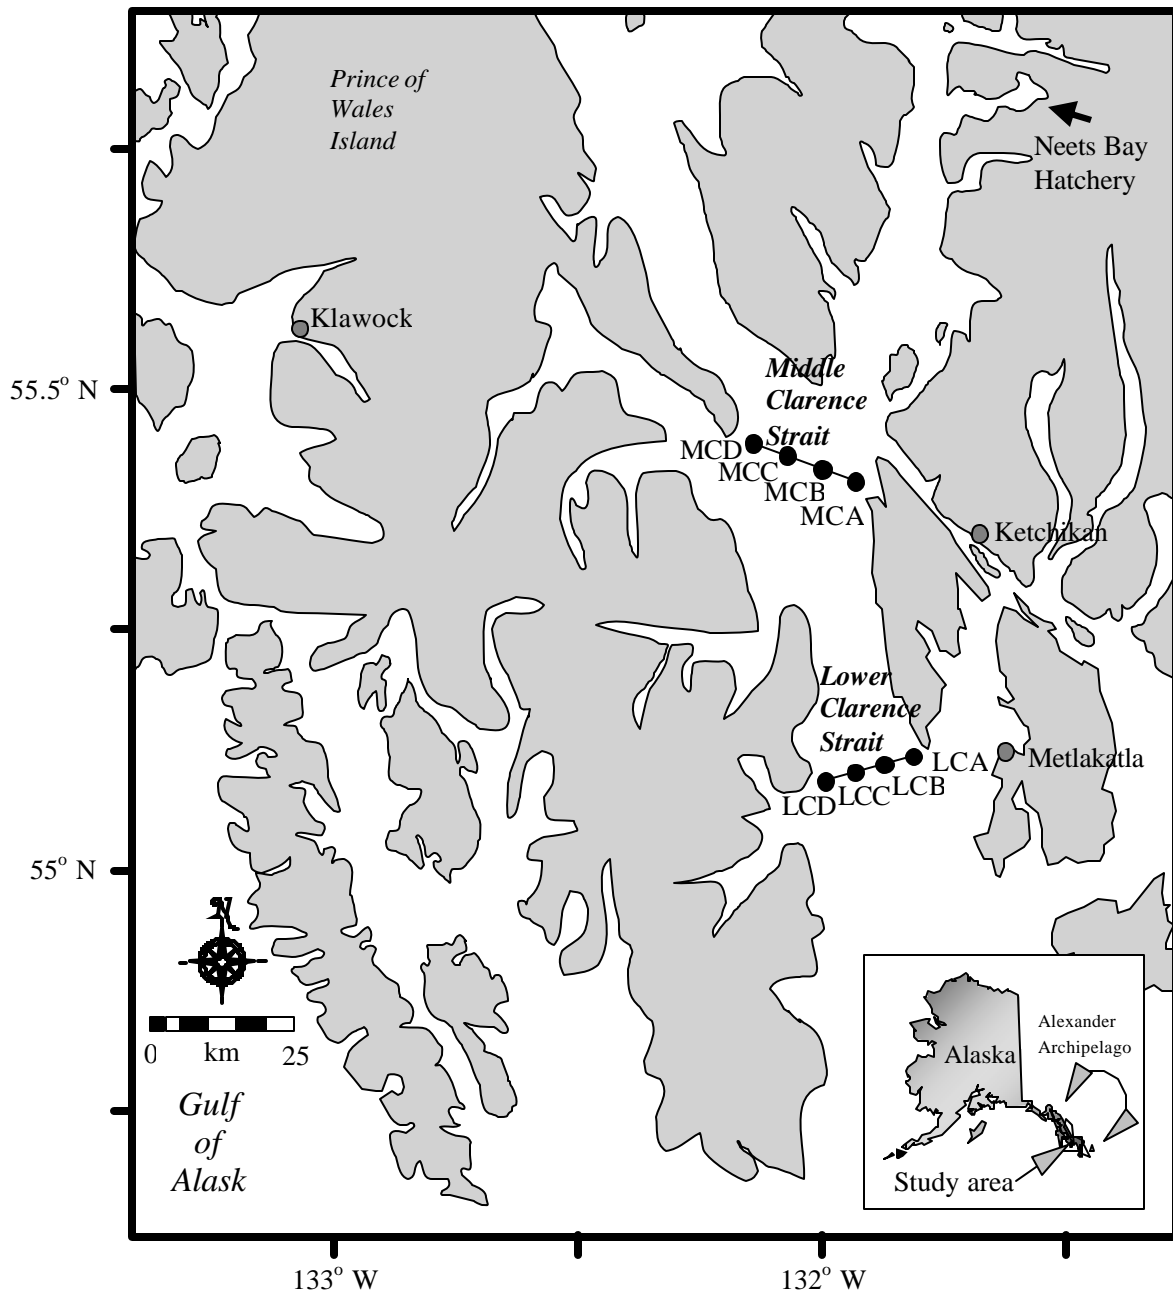 Prince of
Wales
Island
Neets Bay
Hatchery
Klawock
55.5° N
Middle
Clarence
Strait
MCD
MCC
MCB
MCA
Ketchikan
Lower
Clarence
Strait
LCA
LCB
LCC
LCD
Metlakatla
55° N
N
0 km 25
Gulf
of
Alask
Alaska
Alexander
Archipelago
Study area
133° W
132° W